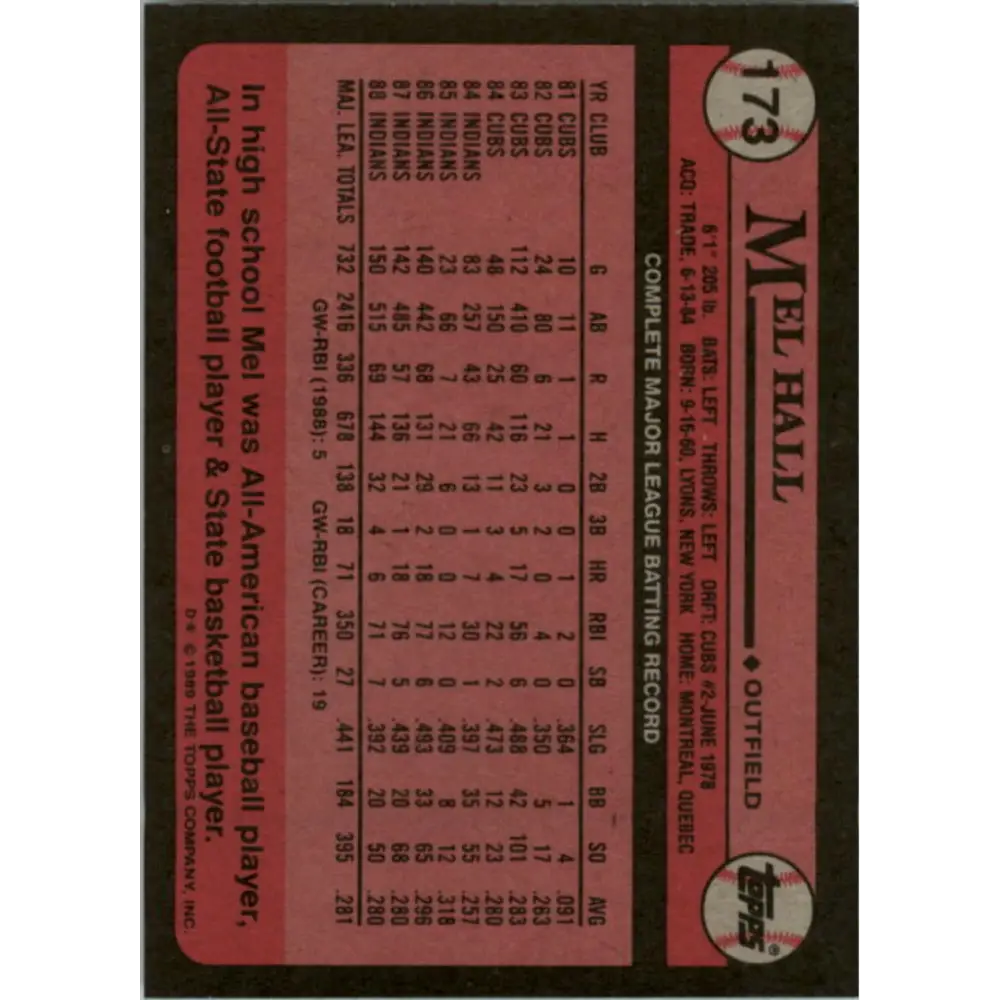 173
MEL HALL
◆ OUTFIELD
TOPPS®
6'1" 205 lb. BATS: LEFT THROWS: LEFT DRFT: CUBS #2-JUNE 1978
ACQ: TRADE, 6-13-84 BORN: 9-16-60, LYONS, NEW YORK HOME: MONTREAL, QUEBEC
COMPLETE MAJOR LEAGUE BATTING RECORD
YR CLUB G AB R H 2B 3B HR RBI SB SLG BB SO AVG
81 CUBS 10 11 1 1 0 0 1 2 0 .364 1 4 .091
82 CUBS 24 80 6 21 3 2 0 4 0 .350 5 17 .263
83 CUBS 112 410 60 116 23 5 17 56 6 .488 42 101 .283
84 CUBS 48 150 25 42 11 3 4 22 2 .473 12 23 .280
84 INDIANS 83 257 43 66 13 1 7 30 1 .397 35 55 .257
85 INDIANS 23 66 7 21 6 0 0 12 0 .409 8 12 .318
86 INDIANS 140 442 68 131 29 2 18 77 6 .493 33 65 .296
87 INDIANS 142 485 57 136 21 1 18 76 5 .439 20 68 .280
88 INDIANS 150 515 69 144 32 4 6 71 7 .392 20 50 .280
MAJ. LEA. TOTALS 732 2416 336 678 138 18 71 350 27 .441 184 395 .281
GW-RBI (1988): 5 GW-RBI (CAREER): 19
In high school Mel was All-American baseball player,
All-State football player & State basketball player.
D* © 1989 THE TOPPS COMPANY, INC.